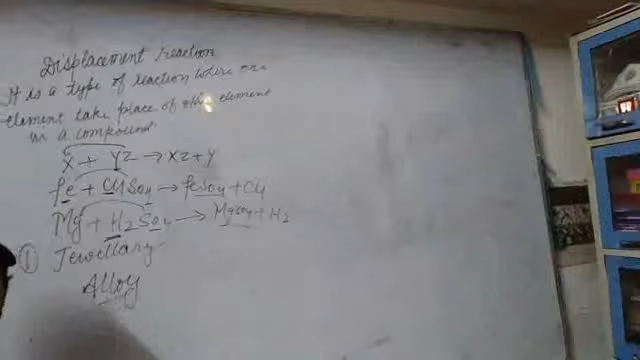 Displacement reaction
It is a type of reaction where one
element take place of other element
in a compound.
X + YZ → XZ + Y
Fe + CuSO4 → FeSO4 + Cu
Mg + H2SO4 → MgSO4 + H2
① Jewellary
Alloy